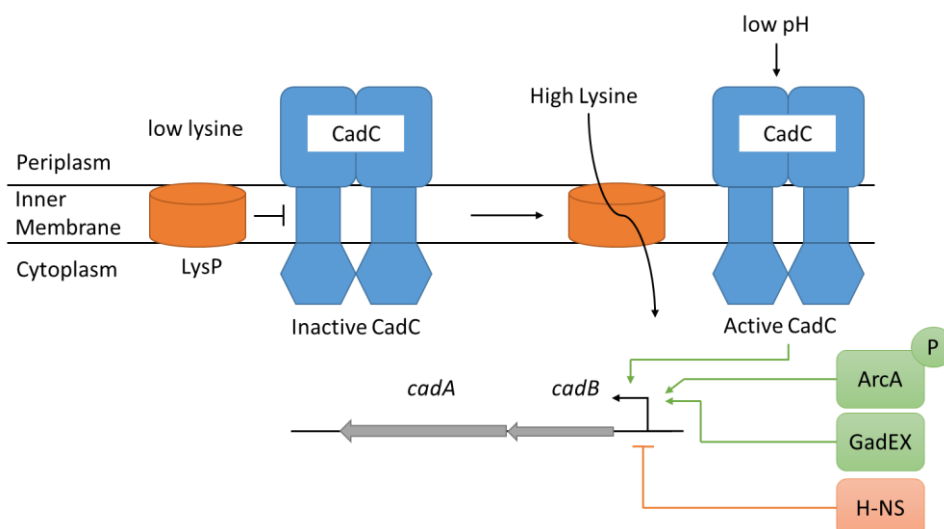 low pH
High Lysine
low lysine
CadC
CadC
Periplasm
Inner
Membrane
Cytoplasm
LysP
Inactive CadC
Active CadC
P
ArcA
cadA
cadB
GadEX
H-NS